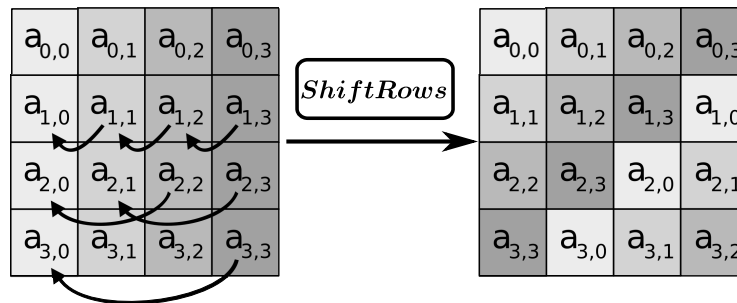 a0,0 a0,1 a0,2 a0,3
a1,0 a1,1 a1,2 a1,3
a2,0 a2,1 a2,2 a2,3
a3,0 a3,1 a3,2 a3,3
ShiftRows
a0,0 a0,1 a0,2 a0,3
a1,1 a1,2 a1,3 a1,0
a2,2 a2,3 a2,0 a2,1
a3,3 a3,0 a3,1 a3,2